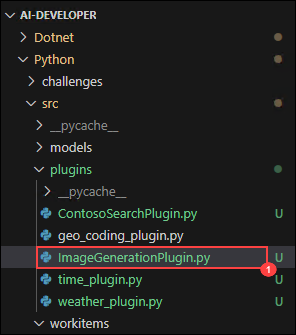 AI-DEVELOPER
Dotnet
Python
challenges
src
__pycache__
models
plugins
__pycache__
ContosoSearchPlugin.py U
geo_coding_plugin.py
ImageGenerationPlugin.py U
1
time_plugin.py U
weather_plugin.py U
workitems